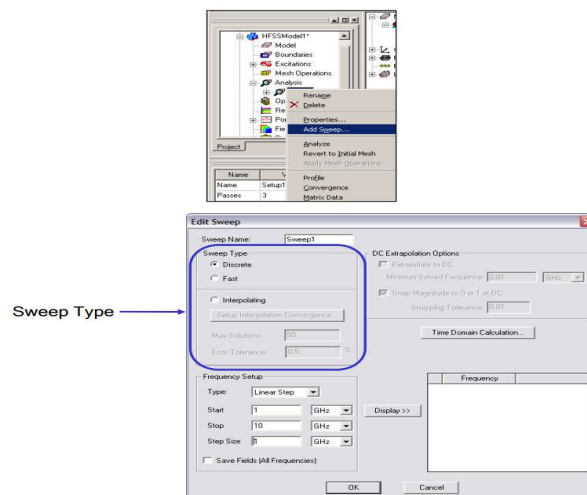 HFSSModel1*
Model
Boundaries
Excitations
Mesh Operations
Analysis
Rename
Delete
Properties...
Add Sweep...
Analyze
Revert to Initial Mesh
Apply Mesh Operations
Profile
Convergence
Matrix Data
Op
Re
Por
Fie
Project
Name V
Name Setup1
Passes 3
Edit Sweep
Sweep Name: Sweep1
Sweep Type
Discrete
Fast
Interpolating
Setup Interpolation Convergence...
Max Solutions: 50
Error Tolerance: 0.5 %
DC Extrapolation Options
Extrapolate to DC
Minimum Solved Frequency: 0.01 GHz
Snap Magnitude to 0 or 1 at DC
Snapping Tolerance: 0.01
Time Domain Calculation...
Sweep Type
Frequency Setup
Type: Linear Step
Start 1 GHz
Stop 10 GHz
Step Size 1 GHz
Save Fields (All Frequencies)
Display >>
Frequency
OK Cancel